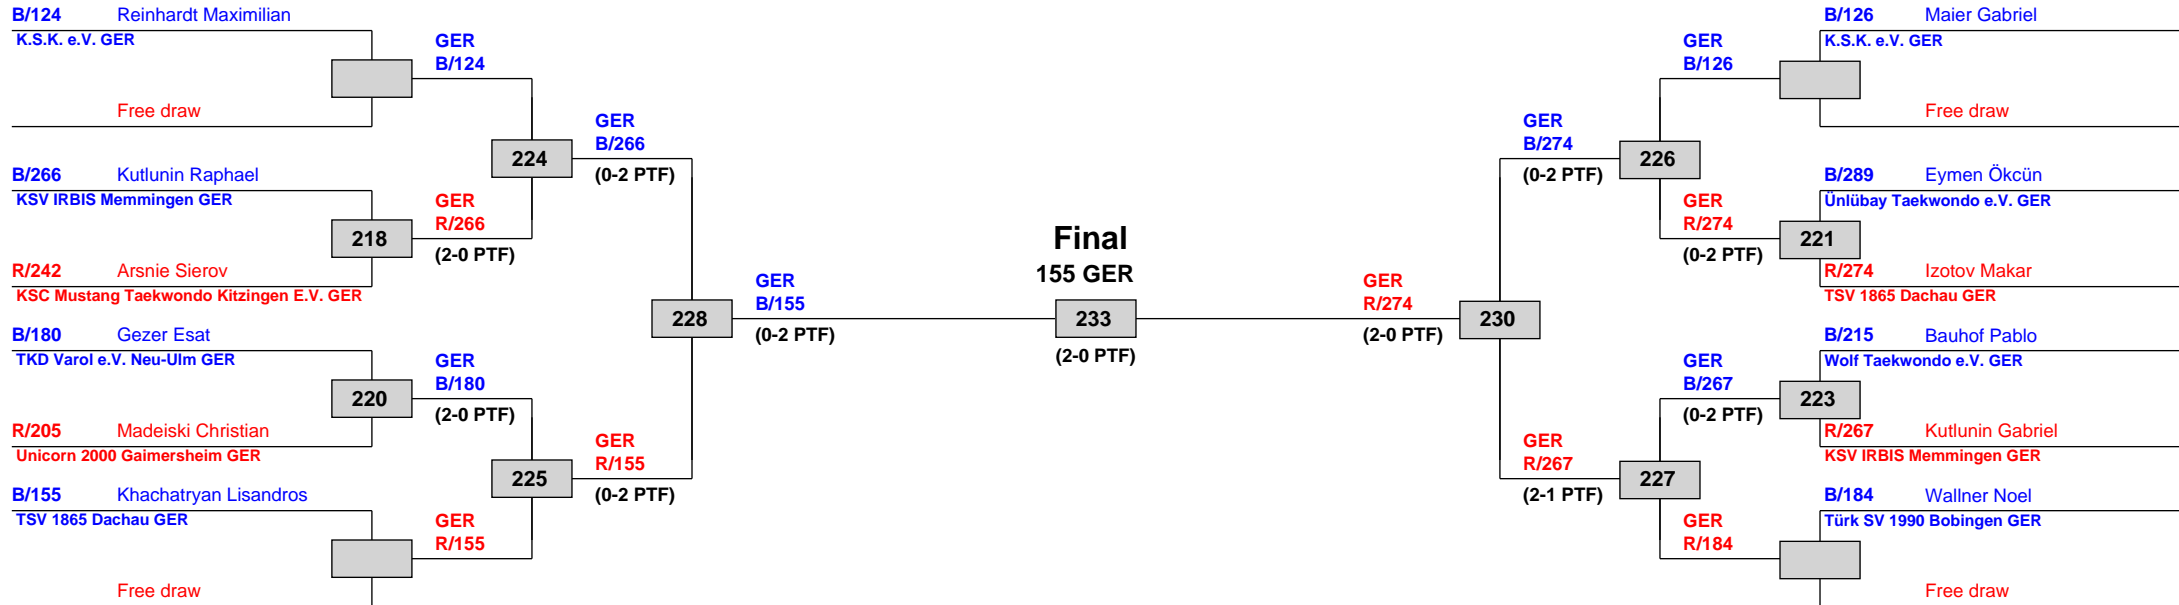 B/124 Reinhardt Maximilian
K.S.K. e.V. GER
Free draw
B/266 Kutlunin Raphael
KSV IRBIS Memmingen GER
R/242 Arsnie Sierov
KSC Mustang Taekwondo Kitzingen E.V. GER
B/180 Gezer Esat
TKD Varol e.V. Neu-Ulm GER
R/205 Madeiski Christian
Unicorn 2000 Gaimersheim GER
B/155 Khachatryan Lisandros
TSV 1865 Dachau GER
Free draw
GER
B/124
218
GER
R/266
(2-0 PTF)
220
GER
B/180
(2-0 PTF)
GER
R/155
224
GER
B/266
(0-2 PTF)
225
GER
R/155
(0-2 PTF)
228
GER
B/155
(0-2 PTF)
Final
155 GER
233
(2-0 PTF)
GER
R/274
(2-0 PTF)
230
GER
B/274
(0-2 PTF)
226
GER
R/267
(2-1 PTF)
227
GER
B/126
GER
R/274
(0-2 PTF)
221
GER
B/267
(0-2 PTF)
223
GER
R/184
B/126 Maier Gabriel
K.S.K. e.V. GER
Free draw
B/289 Eymen Ökcün
Ünlübay Taekwondo e.V. GER
R/274 Izotov Makar
TSV 1865 Dachau GER
B/215 Bauhof Pablo
Wolf Taekwondo e.V. GER
R/267 Kutlunin Gabriel
KSV IRBIS Memmingen GER
B/184 Wallner Noel
Türk SV 1990 Bobingen GER
Free draw